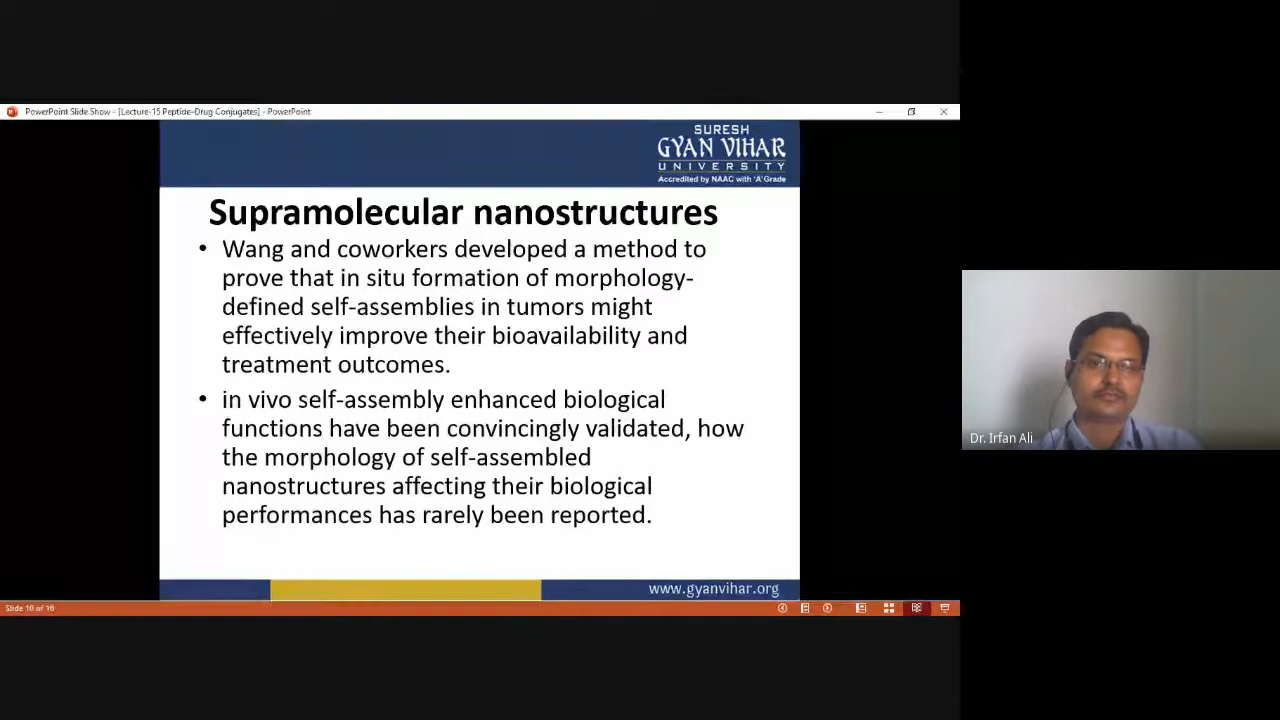 PowerPoint Slide Show - [Lecture-15 Peptide-Drug Conjugates] - PowerPoint
SURESH
GYAN VIHAR
UNIVERSITY
Accredited by NAAC with 'A' Grade
Supramolecular nanostructures
• Wang and coworkers developed a method to
prove that in situ formation of morphology-
defined self-assemblies in tumors might
effectively improve their bioavailability and
treatment outcomes.
• in vivo self-assembly enhanced biological
functions have been convincingly validated, how
the morphology of self-assembled
nanostructures affecting their biological
performances has rarely been reported.
Dr. Irfan Ali
www.gyanvihar.org
Slide 10 of 18